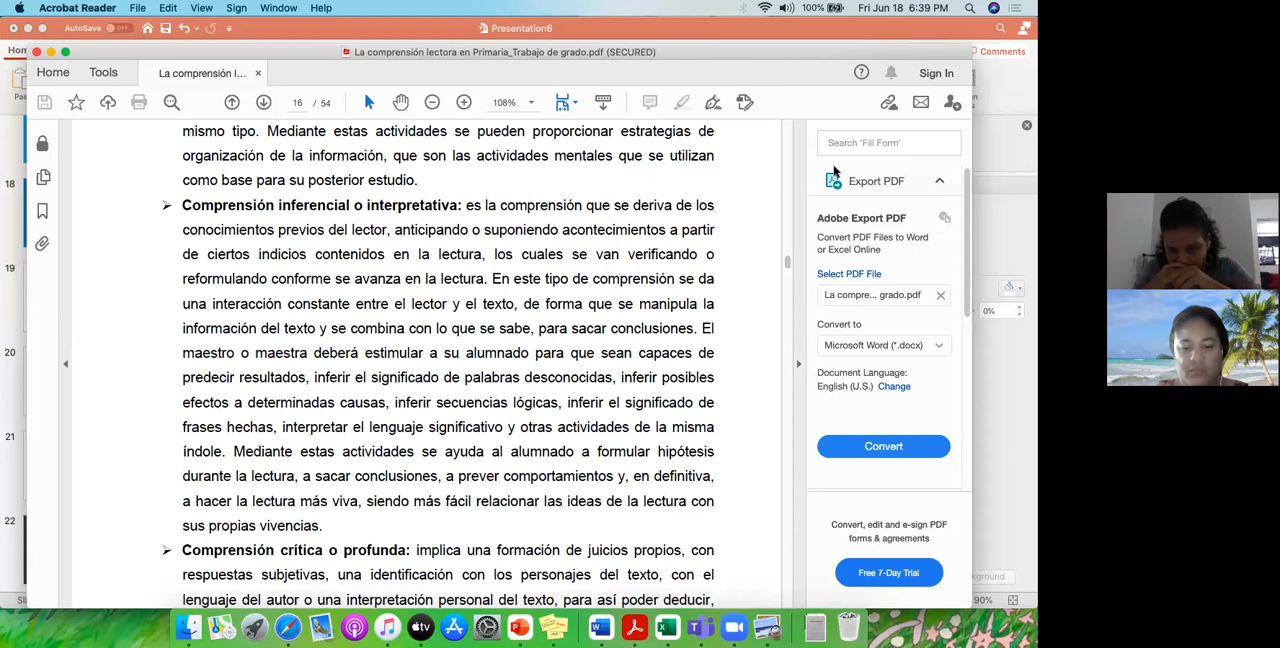 Acrobat Reader File Edit View Sign Window Help 100% Fri Jun 18 6:39 PM
AutoSave OFF Presentation6
Hom La comprensión lectora en Primaria_Trabajo de grado.pdf (SECURED) Comments
Home Tools La comprensión l... × Sign In
16 / 54 108%
mismo tipo. Mediante estas actividades se pueden proporcionar estrategias de
organización de la información, que son las actividades mentales que se utilizan
como base para su posterior estudio.
➢ Comprensión inferencial o interpretativa: es la comprensión que se deriva de los
conocimientos previos del lector, anticipando o suponiendo acontecimientos a partir
de ciertos indicios contenidos en la lectura, los cuales se van verificando o
reformulando conforme se avanza en la lectura. En este tipo de comprensión se da
una interacción constante entre el lector y el texto, de forma que se manipula la
información del texto y se combina con lo que se sabe, para sacar conclusiones. El
maestro o maestra deberá estimular a su alumnado para que sean capaces de
predecir resultados, inferir el significado de palabras desconocidas, inferir posibles
efectos a determinadas causas, inferir secuencias lógicas, inferir el significado de
frases hechas, interpretar el lenguaje significativo y otras actividades de la misma
índole. Mediante estas actividades se ayuda al alumnado a formular hipótesis
durante la lectura, a sacar conclusiones, a prever comportamientos y, en definitiva,
a hacer la lectura más viva, siendo más fácil relacionar las ideas de la lectura con
sus propias vivencias.
➢ Comprensión crítica o profunda: implica una formación de juicios propios, con
respuestas subjetivas, una identificación con los personajes del texto, con el
lenguaje del autor o una interpretación personal del texto, para así poder deducir,
Search 'Fill Form'
Export PDF
Adobe Export PDF
Convert PDF Files to Word
or Excel Online
Select PDF File
La compre... grado.pdf
Convert to
Microsoft Word (*.docx)
Document Language:
English (U.S.) Change
Convert
Convert, edit and e-sign PDF
forms & agreements
Free 7-Day Trial
18
19
20
21
22
0%
kground
90%
tv